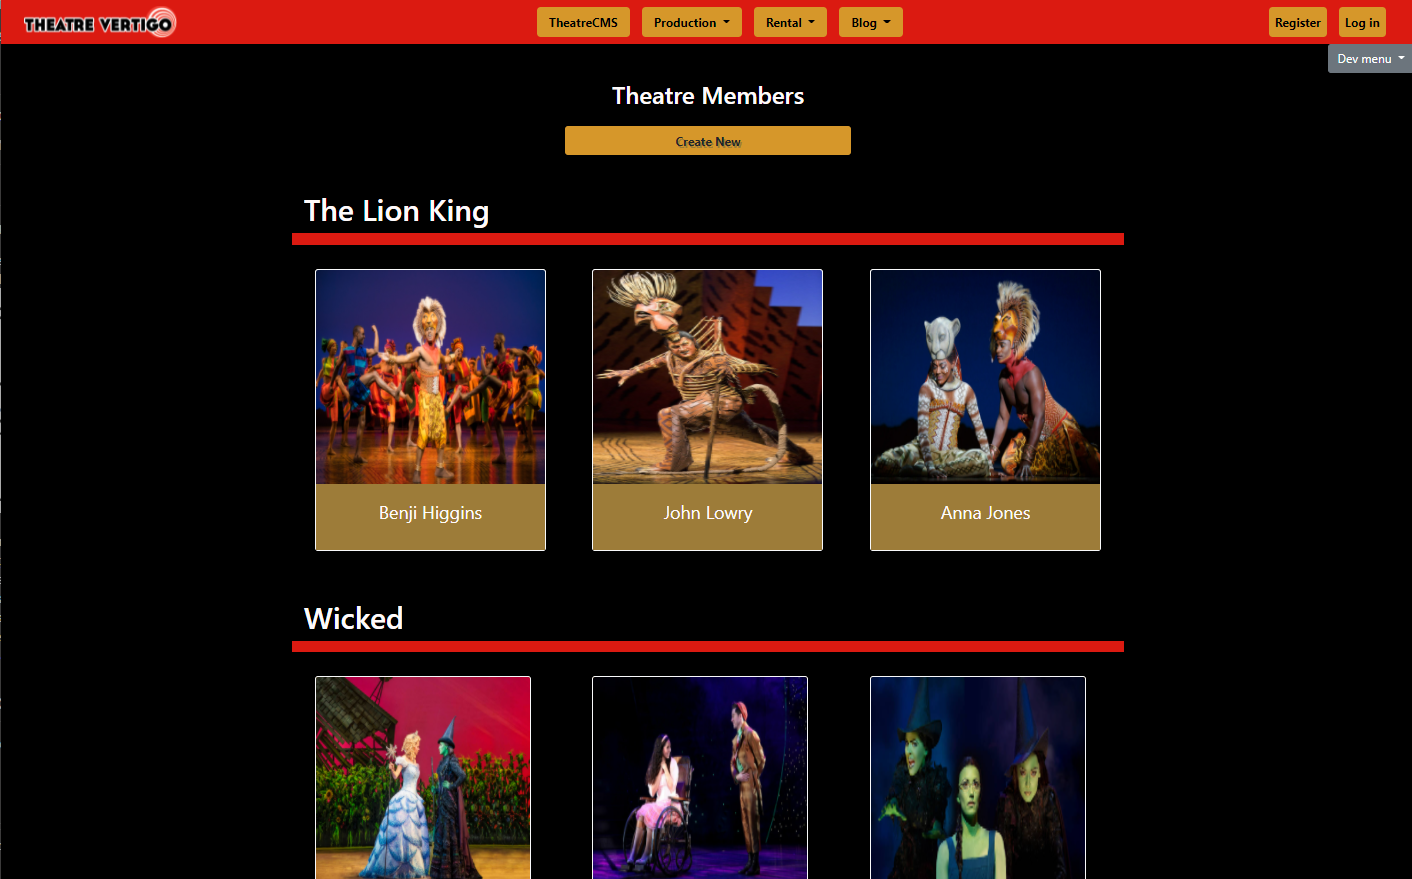 THEATRE VERTIGO
TheatreCMS Production Rental Blog Register Log in
Dev menu
Theatre Members
Create New
The Lion King
Benji Higgins John Lowry Anna Jones
Wicked